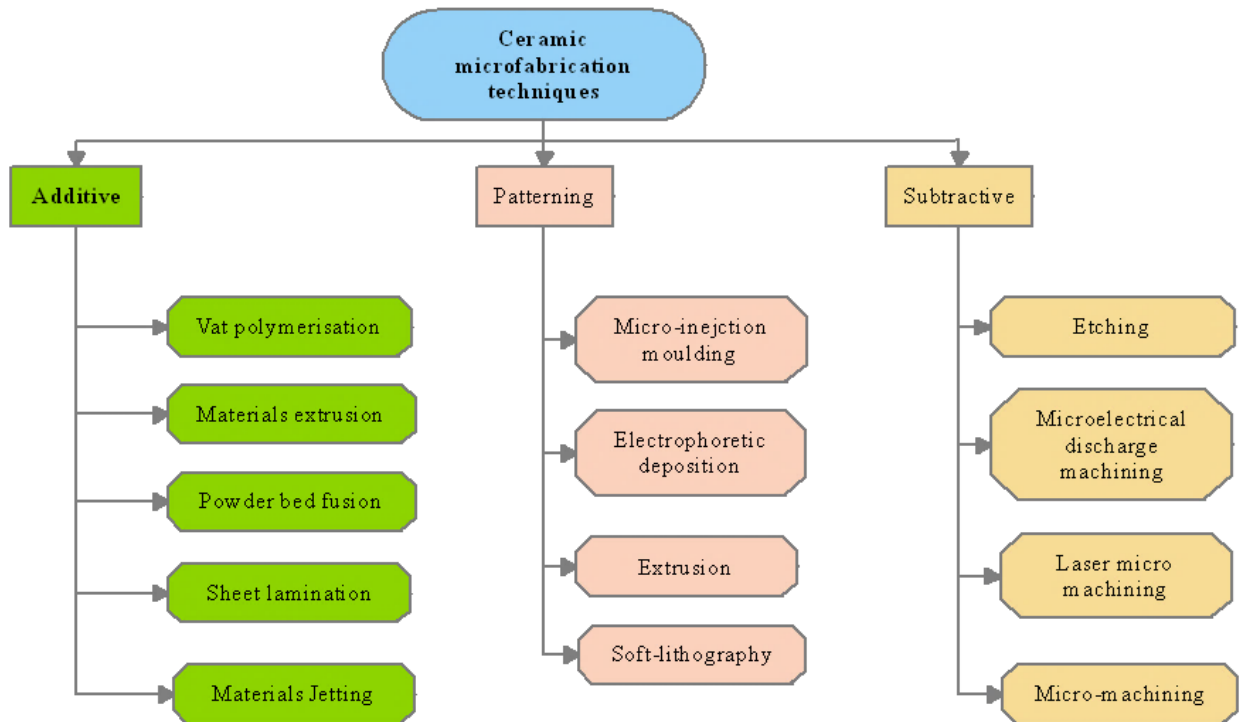 Ceramic
microfabrication
techniques
Additive
Patterning
Subtractive
Vat polymerisation
Materials extrusion
Powder bed fusion
Sheet lamination
Materials Jetting
Micro-inejction
moulding
Electrophoretic
deposition
Extrusion
Soft-lithography
Etching
Microelectrical
discharge
machining
Laser micro
machining
Micro-machining